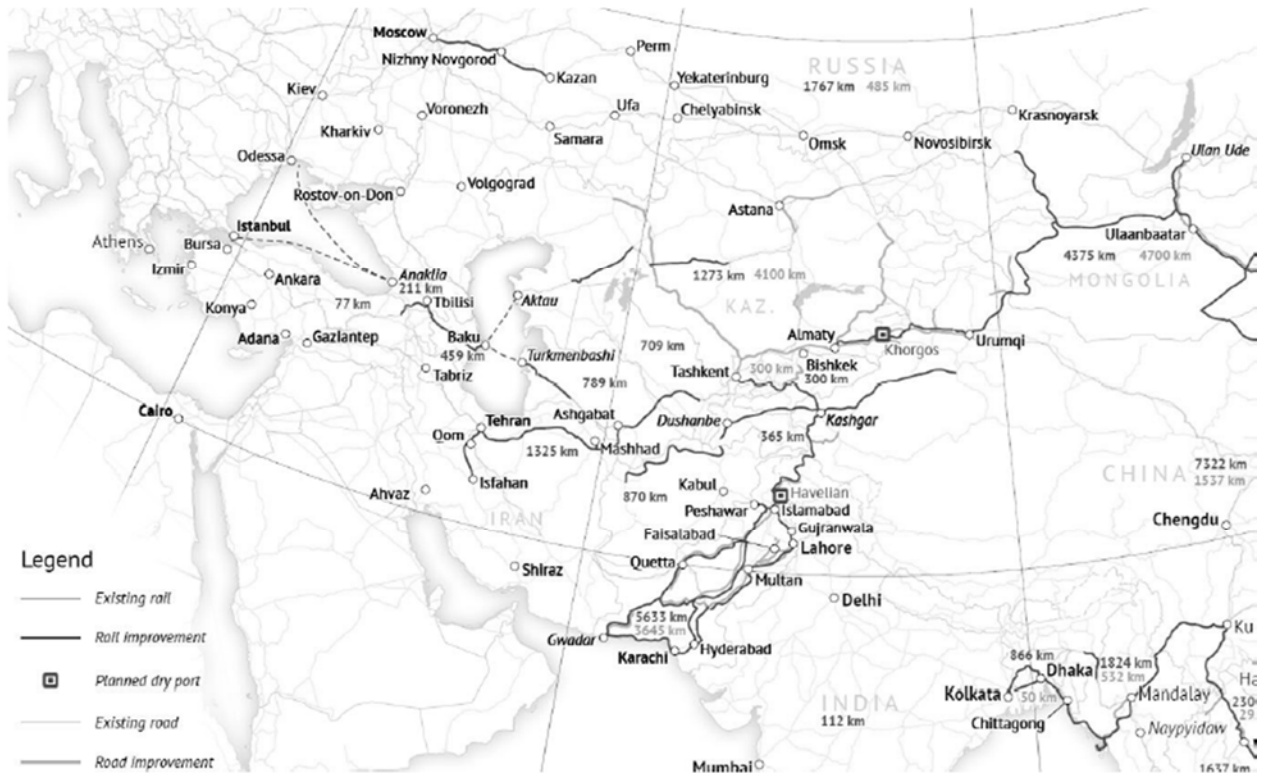 Moscow
Nizhny Novgorod
Perm
Kazan
Yekaterinburg
RUSSIA
1767 km 485 km
Kiev
Voronezh
Ufa
Chelyabinsk
Krasnoyarsk
Kharkiv
Samara
Omsk
Novosibirsk
Odessa
Ulan Ude
Rostov-on-Don
Volgograd
Astana
Istanbul
Athens
Bursa
Ulaanbaatar
4375 km 4700 km
MONGOLIA
Izmir
Ankara
Anaklia
211 km
1273 km 4100 km
Konya
77 km
Tbilisi
Aktau
KAZ.
Adana
Gaziantep
Baku
459 km
709 km
Almaty
Khorgos
Urumqi
Turkmenbashi
Bishkek
300 km
Tabriz
789 km
Tashkent
300 km
Cairo
Tehran
Ashgabat
Dushanbe
Kashgar
Qom
1325 km
Mashhad
365 km
Isfahan
870 km
Kabul
Havelian
CHINA
7322 km
1537 km
Ahvaz
IRAN
Peshawar
Islamabad
Faisalabad
Gujranwala
Chengdu
Lahore
Legend
Shiraz
Quetta
Multan
Existing rail
Delhi
Rail improvement
Gwadar
5633 km
3645 km
Karachi
Hyderabad
Ku
Planned dry port
866 km
Dhaka
1824 km
532 km
Ha
Kolkata
50 km
Mandalay
230
29
Existing road
INDIA
112 km
Chittagong
Naypyidaw
Road improvement
Mumbai
1637 km